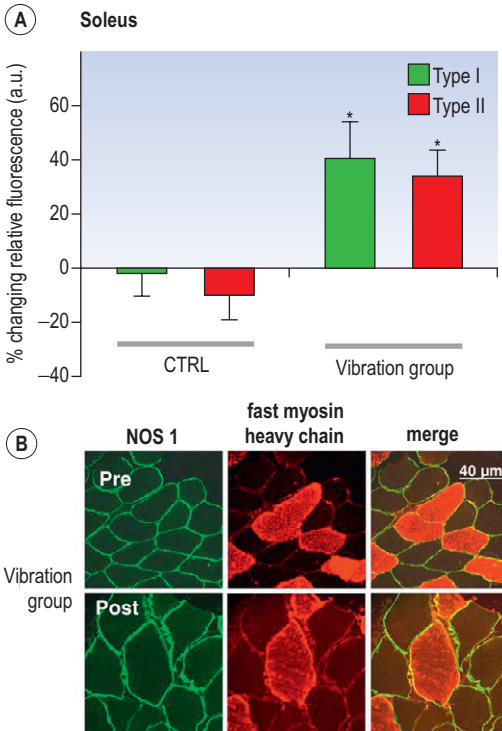 A Soleus
Type I
Type II
% changing relative fluorescence (a.u.)
60
40
20
0
–20
–40
*
*
CTRL
Vibration group
B
NOS 1
fast myosin
heavy chain
merge
Pre
40 µm
Vibration
group
Post